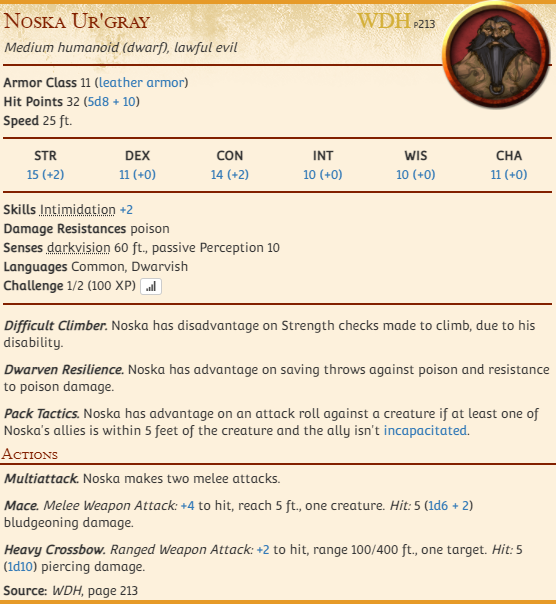 Noska Ur'gray WDH p213
Medium humanoid (dwarf), lawful evil
Armor Class 11 (leather armor)
Hit Points 32 (5d8 + 10)
Speed 25 ft.
STR DEX CON INT WIS CHA
15 (+2) 11 (+0) 14 (+2) 10 (+0) 10 (+0) 11 (+0)
Skills Intimidation +2
Damage Resistances poison
Senses darkvision 60 ft., passive Perception 10
Languages Common, Dwarvish
Challenge 1/2 (100 XP)
Difficult Climber. Noska has disadvantage on Strength checks made to climb, due to his
disability.
Dwarven Resilience. Noska has advantage on saving throws against poison and resistance
to poison damage.
Pack Tactics. Noska has advantage on an attack roll against a creature if at least one of
Noska's allies is within 5 feet of the creature and the ally isn't incapacitated.
Actions
Multiattack. Noska makes two melee attacks.
Mace. Melee Weapon Attack: +4 to hit, reach 5 ft., one creature. Hit: 5 (1d6 + 2)
bludgeoning damage.
Heavy Crossbow. Ranged Weapon Attack: +2 to hit, range 100/400 ft., one target. Hit: 5
(1d10) piercing damage.
Source: WDH, page 213